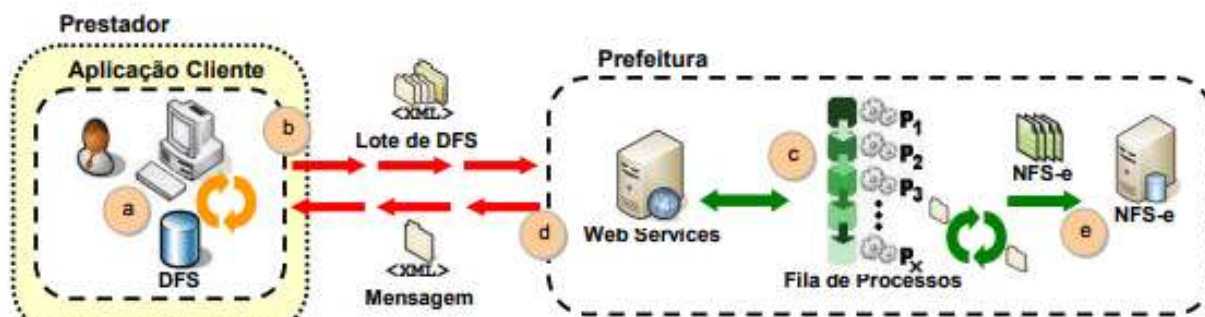 Prestador
Aplicação Cliente
a
DFS
b
<XML>
Lote de DFS
<XML>
Mensagem
Prefeitura
d
Web Services
c
P1
P2
P3
Px
Fila de Processos
NFS-e
e
NFS-e